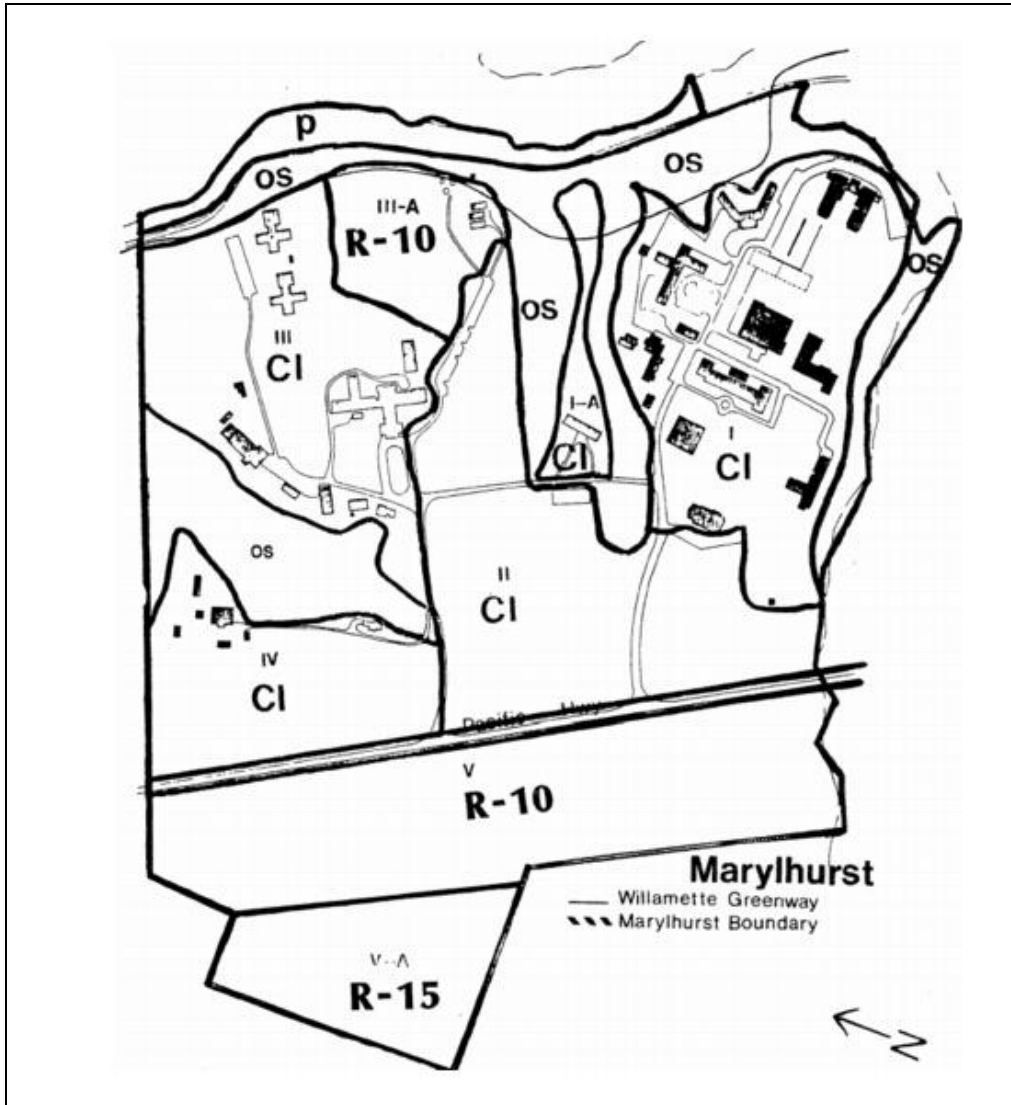 p
OS
OS
III-A
R-10
OS
OS
III
CI
I-A
CI
I
CI
OS
II
CI
IV
CI
Pacific Hwy
V
R-10
Marylhurst
Willamette Greenway
Marylhurst Boundary
V-A
R-15
N